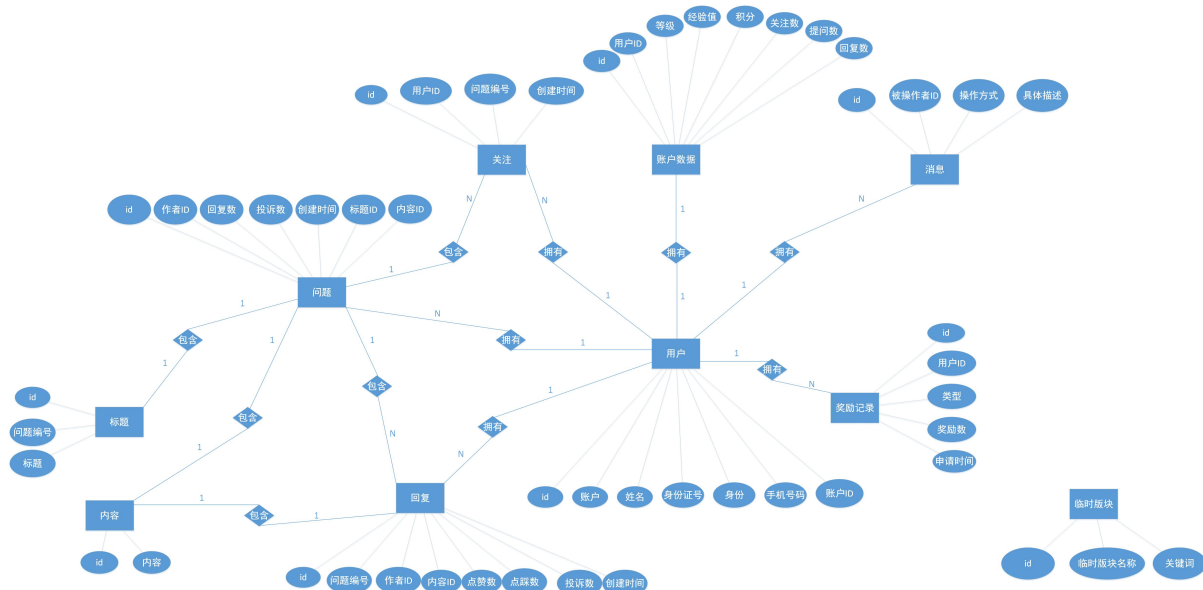 经验值
积分
关注数
等级
提问数
用户ID
回复数
id
id
用户ID
问题编号
创建时间
id
被操作者ID
操作方式
具体描述
关注
账户数据
消息
N
N
1
N
id
作者ID
回复数
投诉数
创建时间
标题ID
内容ID
包含
拥有
拥有
拥有
1
1
1
1
问题
1
N
1
1
包含
拥有
1
用户
1
id
1
包含
1
拥有
N
用户ID
id
标题
问题编号
标题
类型
奖励记录
奖励数
申请时间
包含
1
拥有
1
N
N
id
账户
姓名
身份证号
身份
手机号码
账户ID
内容
1
包含
1
回复
临时版块
id
内容
id
问题编号
作者ID
内容ID
点赞数
点踩数
投诉数
创建时间
id
临时版块名称
关键词